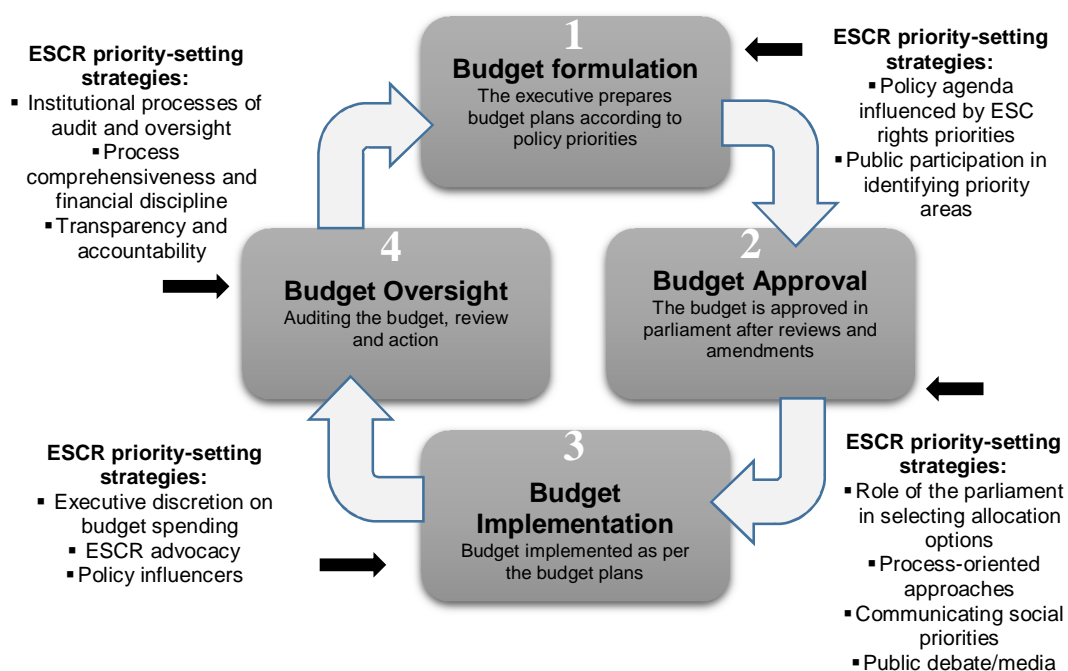 1
Budget formulation
The executive prepares
budget plans according to
policy priorities
ESCR priority-setting
strategies:
▪ Policy agenda
influenced by ESC
rights priorities
▪ Public participation in
identifying priority
areas
2
Budget Approval
The budget is approved in
parliament after reviews and
amendments
ESCR priority-setting
strategies:
▪ Role of the parliament
in selecting allocation
options
▪ Process-oriented
approaches
▪ Communicating social
priorities
▪ Public debate/media
3
Budget
Implementation
Budget implemented as per
the budget plans
ESCR priority-setting
strategies:
▪ Executive discretion on
budget spending
▪ ESCR advocacy
▪ Policy influencers
4
Budget Oversight
Auditing the budget, review
and action
ESCR priority-setting
strategies:
▪ Institutional processes of
audit and oversight
▪ Process
comprehensiveness and
financial discipline
▪ Transparency and
accountability